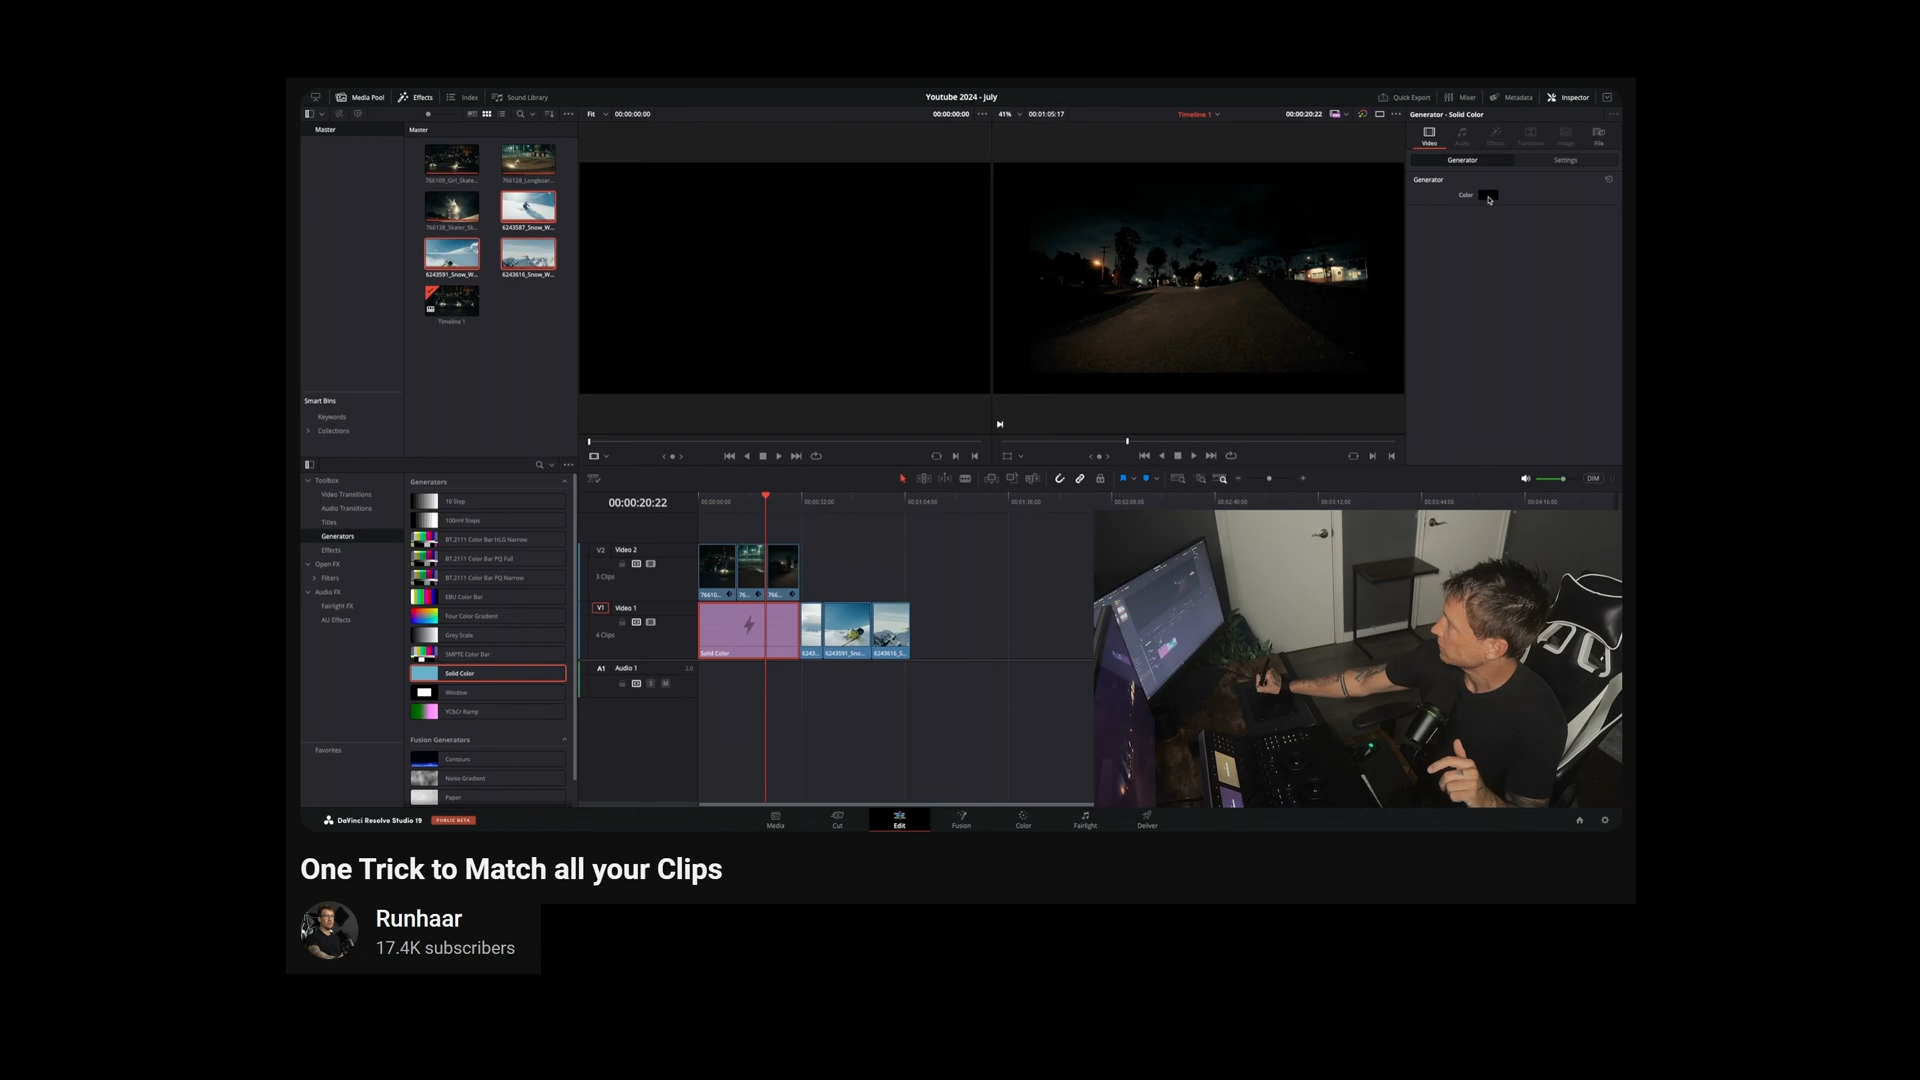 Media Pool Effects Index Sound Library
Youtube 2024 - July
Quick Export Mixer Metadata Inspector
Fit 00:00:00:00 00:00:00:00
41% 00:01:05:17 Timeline 1 00:00:20:22
Generator - Solid Color
Master
Master
Video Audio Effects Transition Image File
Generator Settings
Generator
Color
766109_Girl_Skate... 766128_Longboar...
766138_Skater_Sk... 6243587_Snow_W...
6243591_Snow_W... 6243616_Snow_W...
Timeline 1
Smart Bins
Keywords
Collections
Toolbox
Video Transitions
Audio Transitions
Titles
Generators
Effects
Open FX
Filters
Audio FX
Fairlight FX
AU Effects
Favorites
Generators
10 Step
100mV Steps
BT.2111 Color Bar HLG Narrow
BT.2111 Color Bar PQ Full
BT.2111 Color Bar PQ Narrow
EBU Color Bar
Four Color Gradient
Grey Scale
SMPTE Color Bar
Solid Color
Window
YCbCr Ramp
Fusion Generators
Contours
Noise Gradient
Paper
DIM
00:00:20:22
00:00:00:00 00:00:32:00 00:01:04:00 00:01:36:00 00:02:08:00 00:02:40:00 00:03:12:00 00:03:44:00 00:04:16:00
V2 Video 2
3 Clips
76610... 76... 766...
V1 Video 1
4 Clips
Solid Color 6243... 6243591_Sno... 6243616_S...
A1 Audio 1 2.0
S M
DaVinci Resolve Studio 19 PUBLIC BETA
Media Cut Edit Fusion Color Fairlight Deliver
One Trick to Match all your Clips
Runhaar
17.4K subscribers